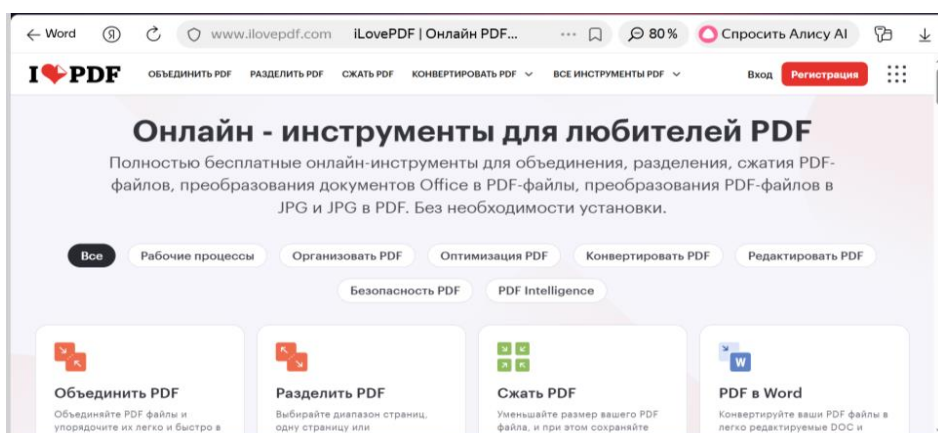 ← Word Я www.ilovepdf.com iLovePDF | Онлайн PDF... ... 80 % Спросить Алису AI
I PDF ОБЪЕДИНИТЬ PDF РАЗДЕЛИТЬ PDF СЖАТЬ PDF КОНВЕРТИРОВАТЬ PDF ВСЕ ИНСТРУМЕНТЫ PDF Вход Регистрация
Онлайн - инструменты для любителей PDF
Полностью бесплатные онлайн-инструменты для объединения, разделения, сжатия PDF-
файлов, преобразования документов Office в PDF-файлы, преобразования PDF-файлов в
JPG и JPG в PDF. Без необходимости установки.
Все Рабочие процессы Организовать PDF Оптимизация PDF Конвертировать PDF Редактировать PDF
Безопасность PDF PDF Intelligence
W
Объединить PDF Разделить PDF Сжать PDF PDF в Word
Объединяйте PDF файлы и Выбирайте диапазон страниц, Уменьшайте размер вашего PDF Конвертируйте ваши PDF файлы в
упорядочите их легко и быстро в одну страницу или файла, и при этом сохраняйте легко редактируемые DOC и